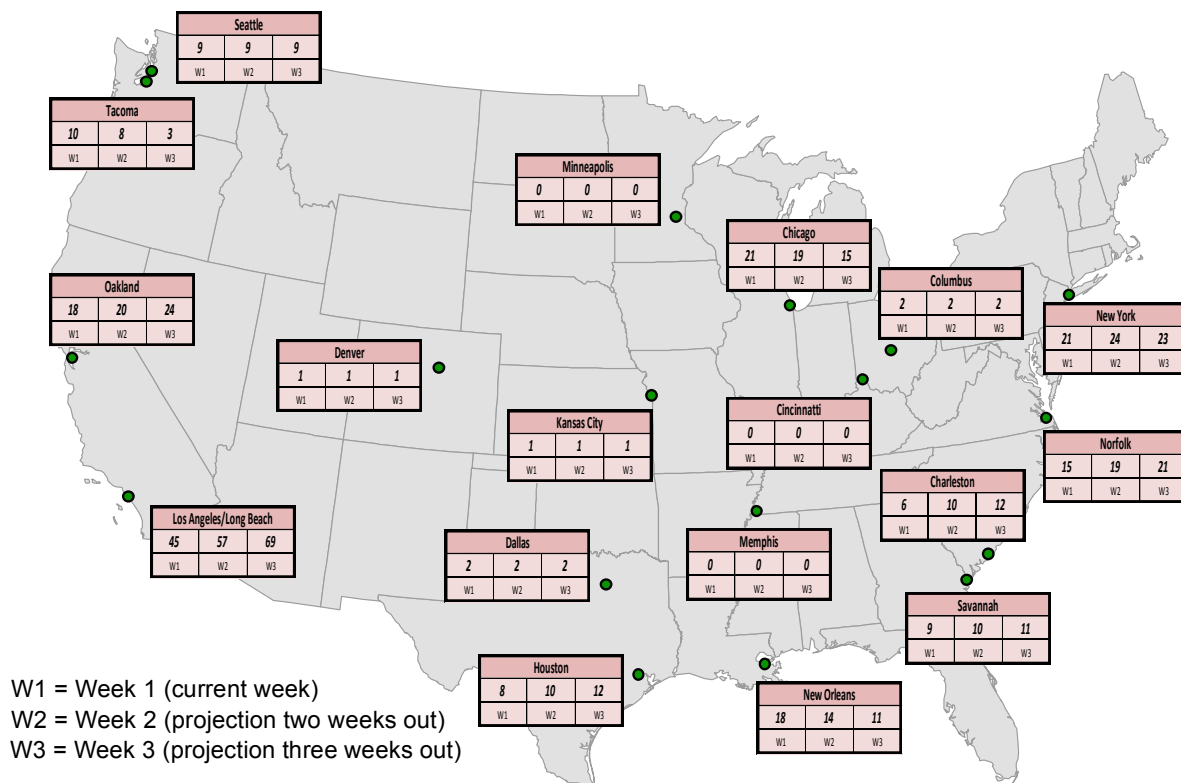 Seattle
9 9 9
W1 W2 W3
Tacoma
10 8 3
W1 W2 W3
Minneapolis
0 0 0
W1 W2 W3
Chicago
21 19 15
W1 W2 W3
Columbus
2 2 2
W1 W2 W3
Oakland
18 20 24
W1 W2 W3
New York
21 24 23
W1 W2 W3
Denver
1 1 1
W1 W2 W3
Kansas City
1 1 1
W1 W2 W3
Cincinnatti
0 0 0
W1 W2 W3
Norfolk
15 19 21
W1 W2 W3
Charleston
6 10 12
W1 W2 W3
Los Angeles/Long Beach
45 57 69
W1 W2 W3
Dallas
2 2 2
W1 W2 W3
Memphis
0 0 0
W1 W2 W3
Savannah
9 10 11
W1 W2 W3
Houston
8 10 12
W1 W2 W3
New Orleans
18 14 11
W1 W2 W3
W1 = Week 1 (current week)
W2 = Week 2 (projection two weeks out)
W3 = Week 3 (projection three weeks out)